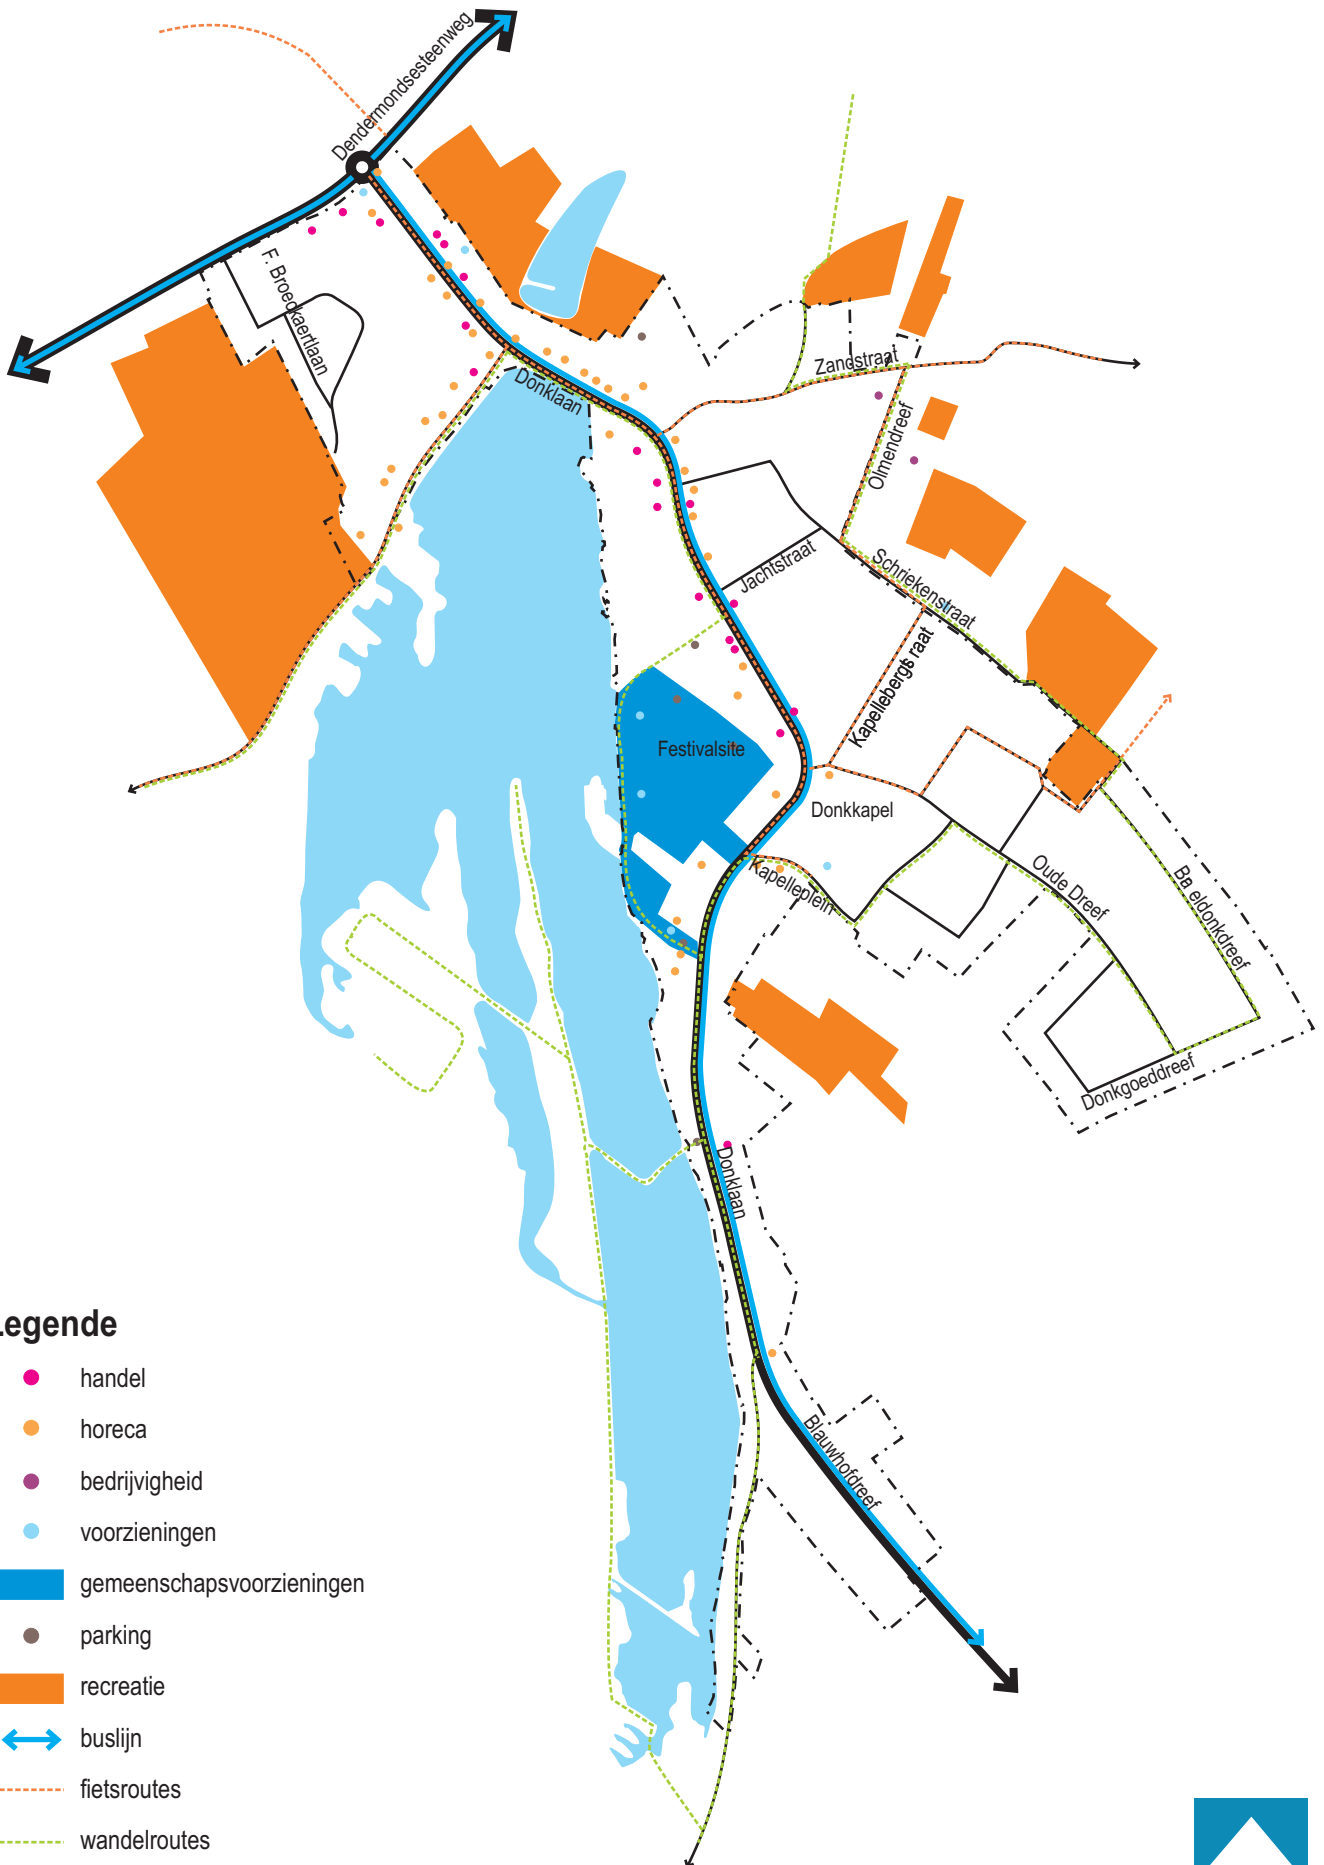 Dendermondsesteenweg
F. Broeckaertlaan
Donklaan
Zandstraat
Olmendreef
Jachtstraat
Schriekenstraat
Festivalsite
Donkkapel
Kapelleplein
Oude Dreef
Donkgoeddreef
Donklaan
Blauwhofdreef
Legende
handel
horeca
bedrijvigheid
voorzieningen
gemeenschapsvoorzieningen
parking
recreatie
buslijn
fietsroutes
wandelroutes